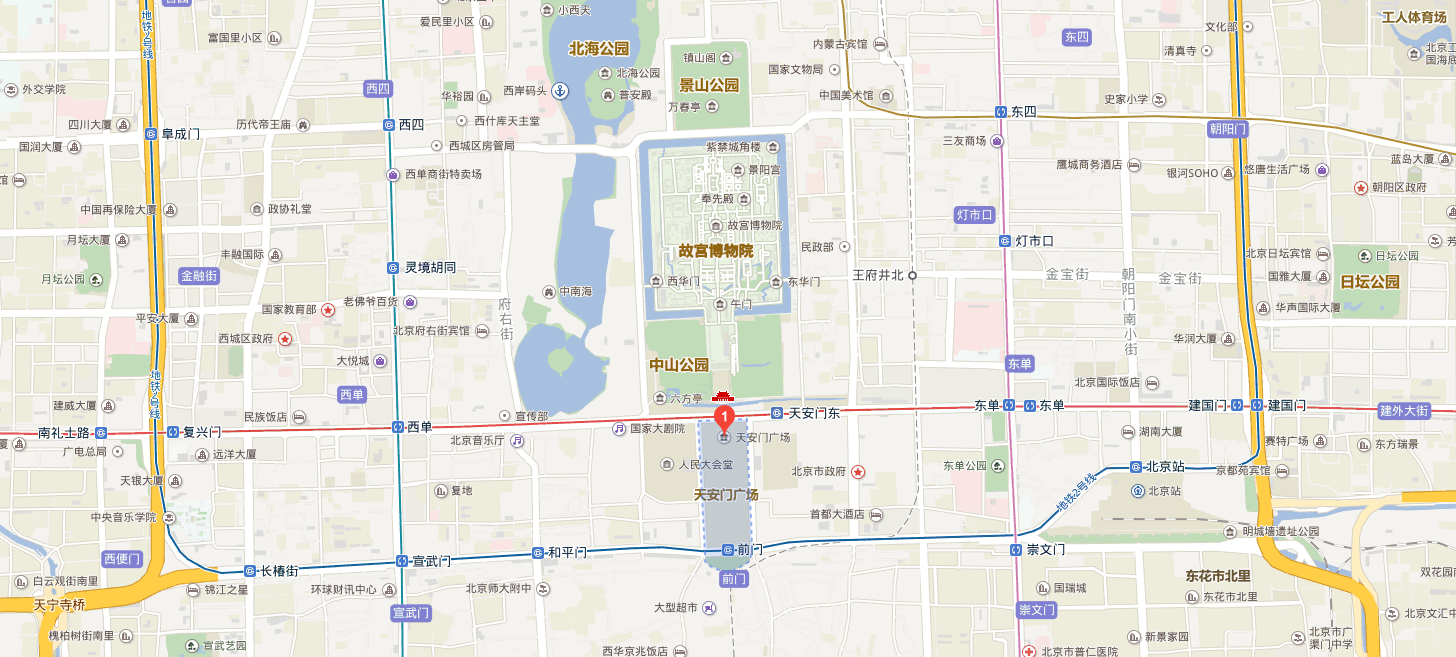 小西天
爱民里小区
地铁2号线
富国里小区
北海公园
北海公园
镇山阁
景山公园
万春亭
内蒙古宾馆
国家文物局
中国美术馆
东四
文化部
清真寺
工人体育场
外交学院
西四
华裕园
西岸码头
普安殿
史家小学
四川大厦
阜成门
历代帝王庙
西四
西什库天主堂
东四
朝阳门
国润大厦
西城区房管局
紫禁城角楼
三友商场
蓝岛大厦
馆
西单商街特卖场
景阳宫
鹰城商务酒店
银河SOHO
悠唐生活广场
朝阳区政府
中国再保险大厦
政协礼堂
奉先殿
故宫博物院
灯市口
月坛大厦
丰融国际
故宫博物院
民政部
灯市口
北京日坛宾馆
日坛公园
月坛公园
金融街
灵境胡同
西华门
东华门
王府井北
金宝街
金宝街
国雅大厦
日坛公园
中南海
老佛爷百货
国家教育部
午门
朝阳门南小街
华声国际大厦
平安大厦
府右街
西城区政府
北京府右街宾馆
华润大厦
大悦城
中山公园
东单
西单
六方亭
北京国际饭店
地铁2号线
建威大厦
民族饭店
宣传部
1
天安门东
东单
东单
建国门
建国门
建外大街
南礼士路
复兴门
西单
北京音乐厅
国家大剧院
天安门广场
湖南大厦
赛特广场
东方瑞景
广电总局
远洋大厦
人民大会堂
北京市政府
东单公园
北京站
京都苑宾馆
天银大厦
复地
天安门广场
地铁2号线
北京站
中央音乐学院
首都大酒店
明城墙遗址公园
西便门
长椿街
宣武门
和平门
前门
崇文门
前门
白云观街南里
锦江之星
环球财讯中心
北京师大附中
国瑞城
东花市北里
东花市北里
双花园
天宁寺桥
宣武门
大型超市
崇文门
北京文汇中
槐柏树街南里
宣武艺园
西华京兆饭店
北京市普仁医院
新景家园
北京市广
渠门中学